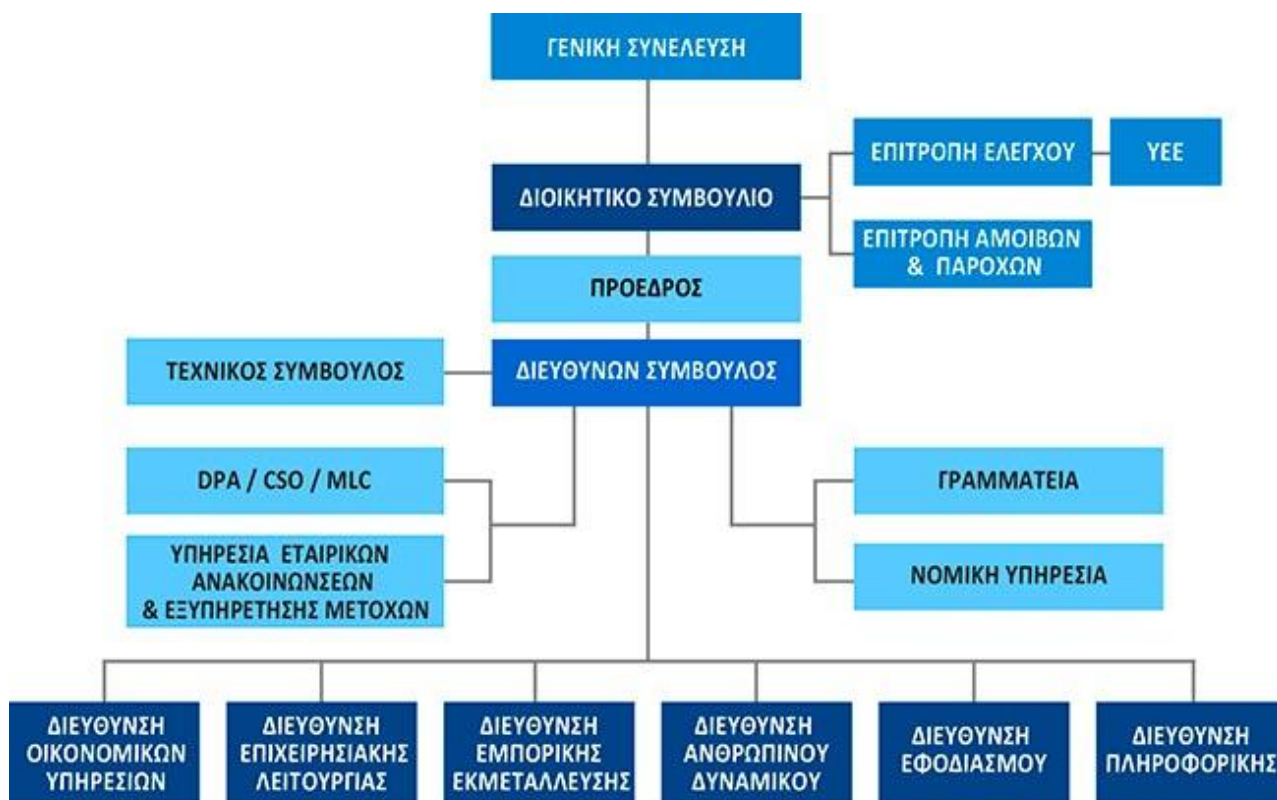 ΓΕΝΙΚΗ ΣΥΝΕΛΕΥΣΗ
ΕΠΙΤΡΟΠΗ ΕΛΕΓΧΟΥ
ΥΕΕ
ΔΙΟΙΚΗΤΙΚΟ ΣΥΜΒΟΥΛΙΟ
ΕΠΙΤΡΟΠΗ ΑΜΟΙΒΩΝ
& ΠΑΡΟΧΩΝ
ΠΡΟΕΔΡΟΣ
ΤΕΧΝΙΚΟΣ ΣΥΜΒΟΥΛΟΣ
ΔΙΕΥΘΥΝΩΝ ΣΥΜΒΟΥΛΟΣ
DPA / CSO / MLC
ΓΡΑΜΜΑΤΕΙΑ
ΥΠΗΡΕΣΙΑ ΕΤΑΙΡΙΚΩΝ
ΑΝΑΚΟΙΝΩΝΣΕΩΝ
& ΕΞΥΠΗΡΕΤΗΣΗΣ ΜΕΤΟΧΩΝ
ΝΟΜΙΚΗ ΥΠΗΡΕΣΙΑ
ΔΙΕΥΘΥΝΣΗ
ΟΙΚΟΝΟΜΙΚΩΝ
ΥΠΗΡΕΣΙΩΝ
ΔΙΕΥΘΥΝΣΗ
ΕΠΙΧΕΙΡΗΣΙΑΚΗΣ
ΛΕΙΤΟΥΡΓΙΑΣ
ΔΙΕΥΘΥΝΣΗ
ΕΜΠΟΡΙΚΗΣ
ΕΚΜΕΤΑΛΛΕΥΣΗΣ
ΔΙΕΥΘΥΝΣΗ
ΑΝΘΡΩΠΙΝΟΥ
ΔΥΝΑΜΙΚΟΥ
ΔΙΕΥΘΥΝΣΗ
ΕΦΟΔΙΑΣΜΟΥ
ΔΙΕΥΘΥΝΣΗ
ΠΛΗΡΟΦΟΡΙΚΗΣ